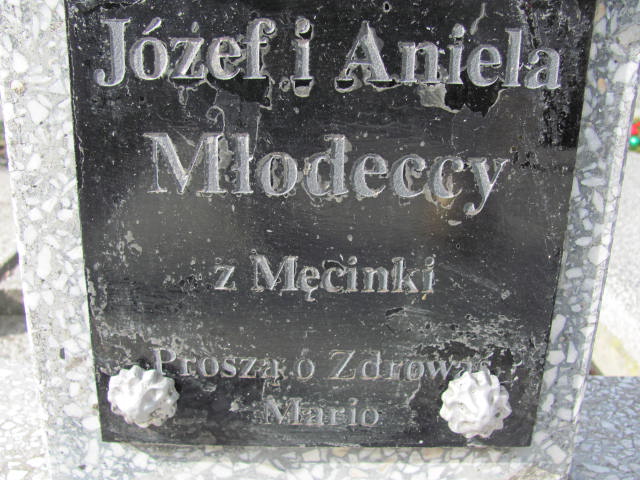 Józef i Aniela
Młodeccy
z Męcinki
Proszą o Zdrowaś
Mario